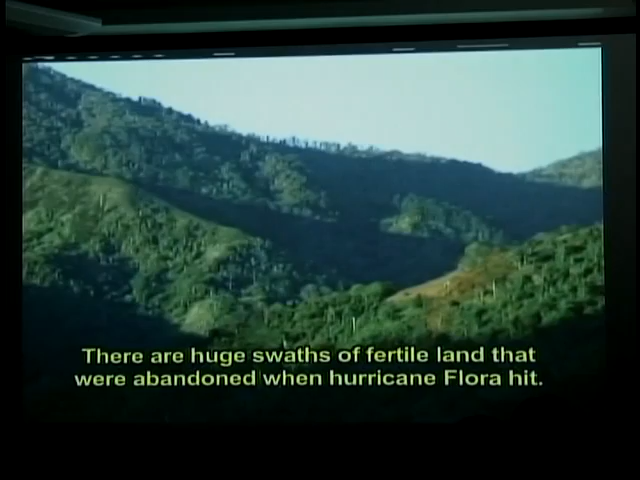 There are huge swaths of fertile land that
were abandoned when hurricane Flora hit.